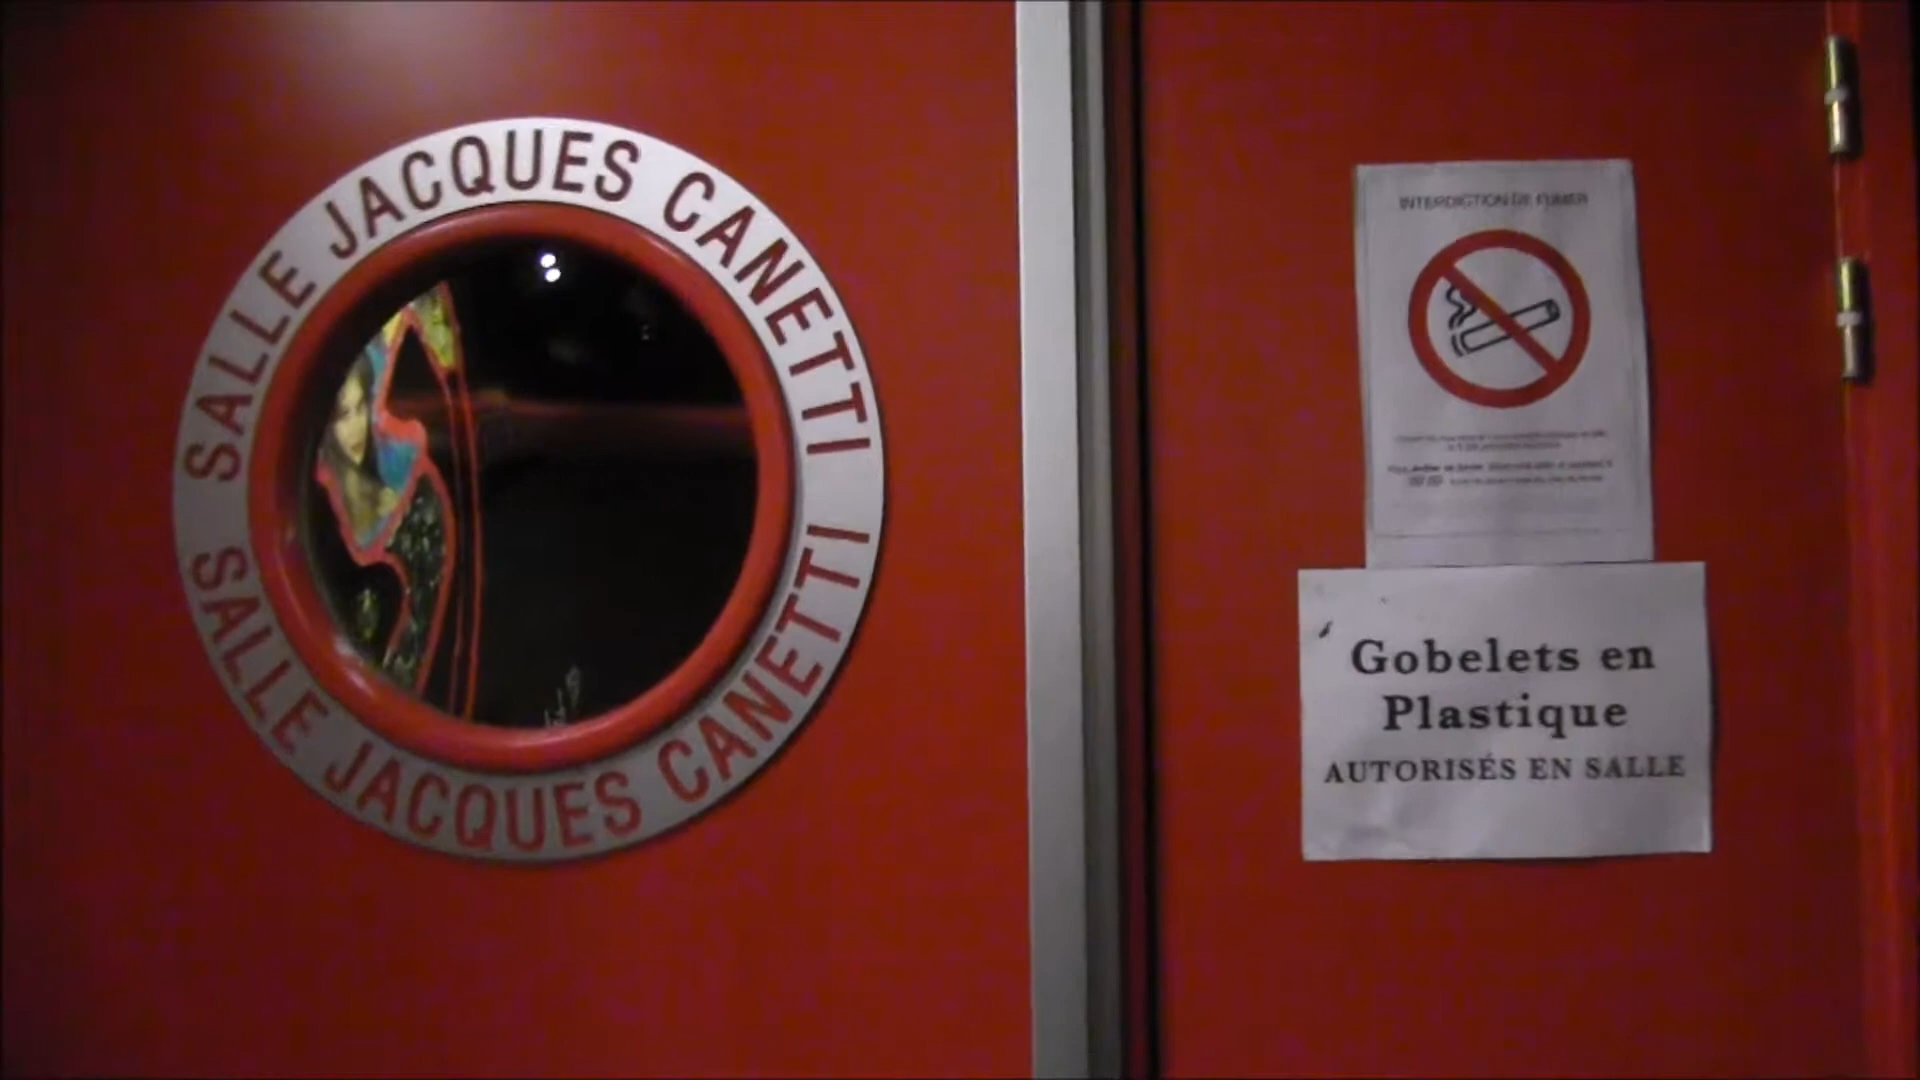 SALLE JACQUES CANETTI
SALLE JACQUES CANETTI
INTERDICTION DE FUMER
Gobelets en
Plastique
AUTORISÉS EN SALLE